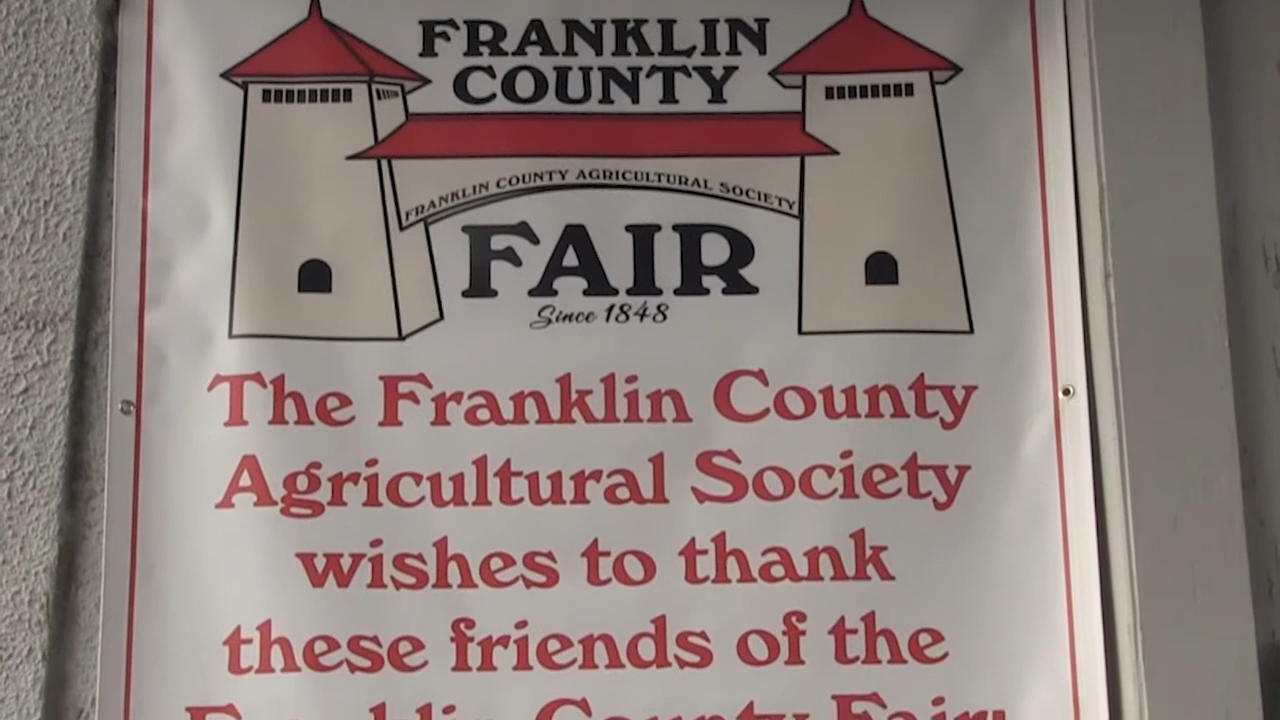 FRANKLIN
COUNTY
FRANKLIN COUNTY AGRICULTURAL SOCIETY
FAIR
Since 1848
The Franklin County
Agricultural Society
wishes to thank
these friends of the
Franklin County Fair: